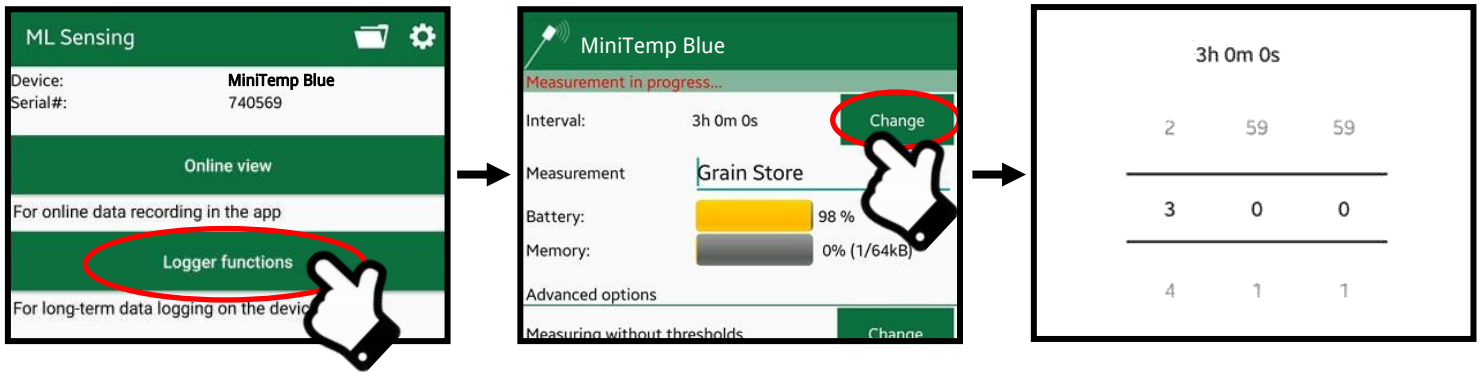 ML Sensing
Device: MiniTemp Blue
Serial#: 740569
Online view
For online data recording in the app
Logger functions
For long-term data logging on the devic
MiniTemp Blue
Measurement in progress...
Interval: 3h 0m 0s Change
Measurement Grain Store
Battery: 98 %
Memory: 0% (1/64kB)
Advanced options
Measuring without thresholds Change
3h 0m 0s
2 59 59
3 0 0
4 1 1